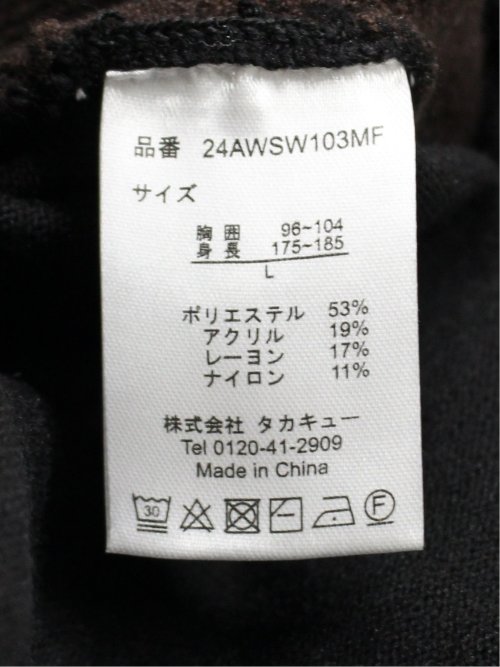 品番 24AWSW103MF
サイズ
胸囲 96~104
身長 175~185
L
ポリエステル 53%
アクリル 19%
レーヨン 17%
ナイロン 11%
株式会社 タカキュー
Tel 0120-41-2909
Made in China
30 F